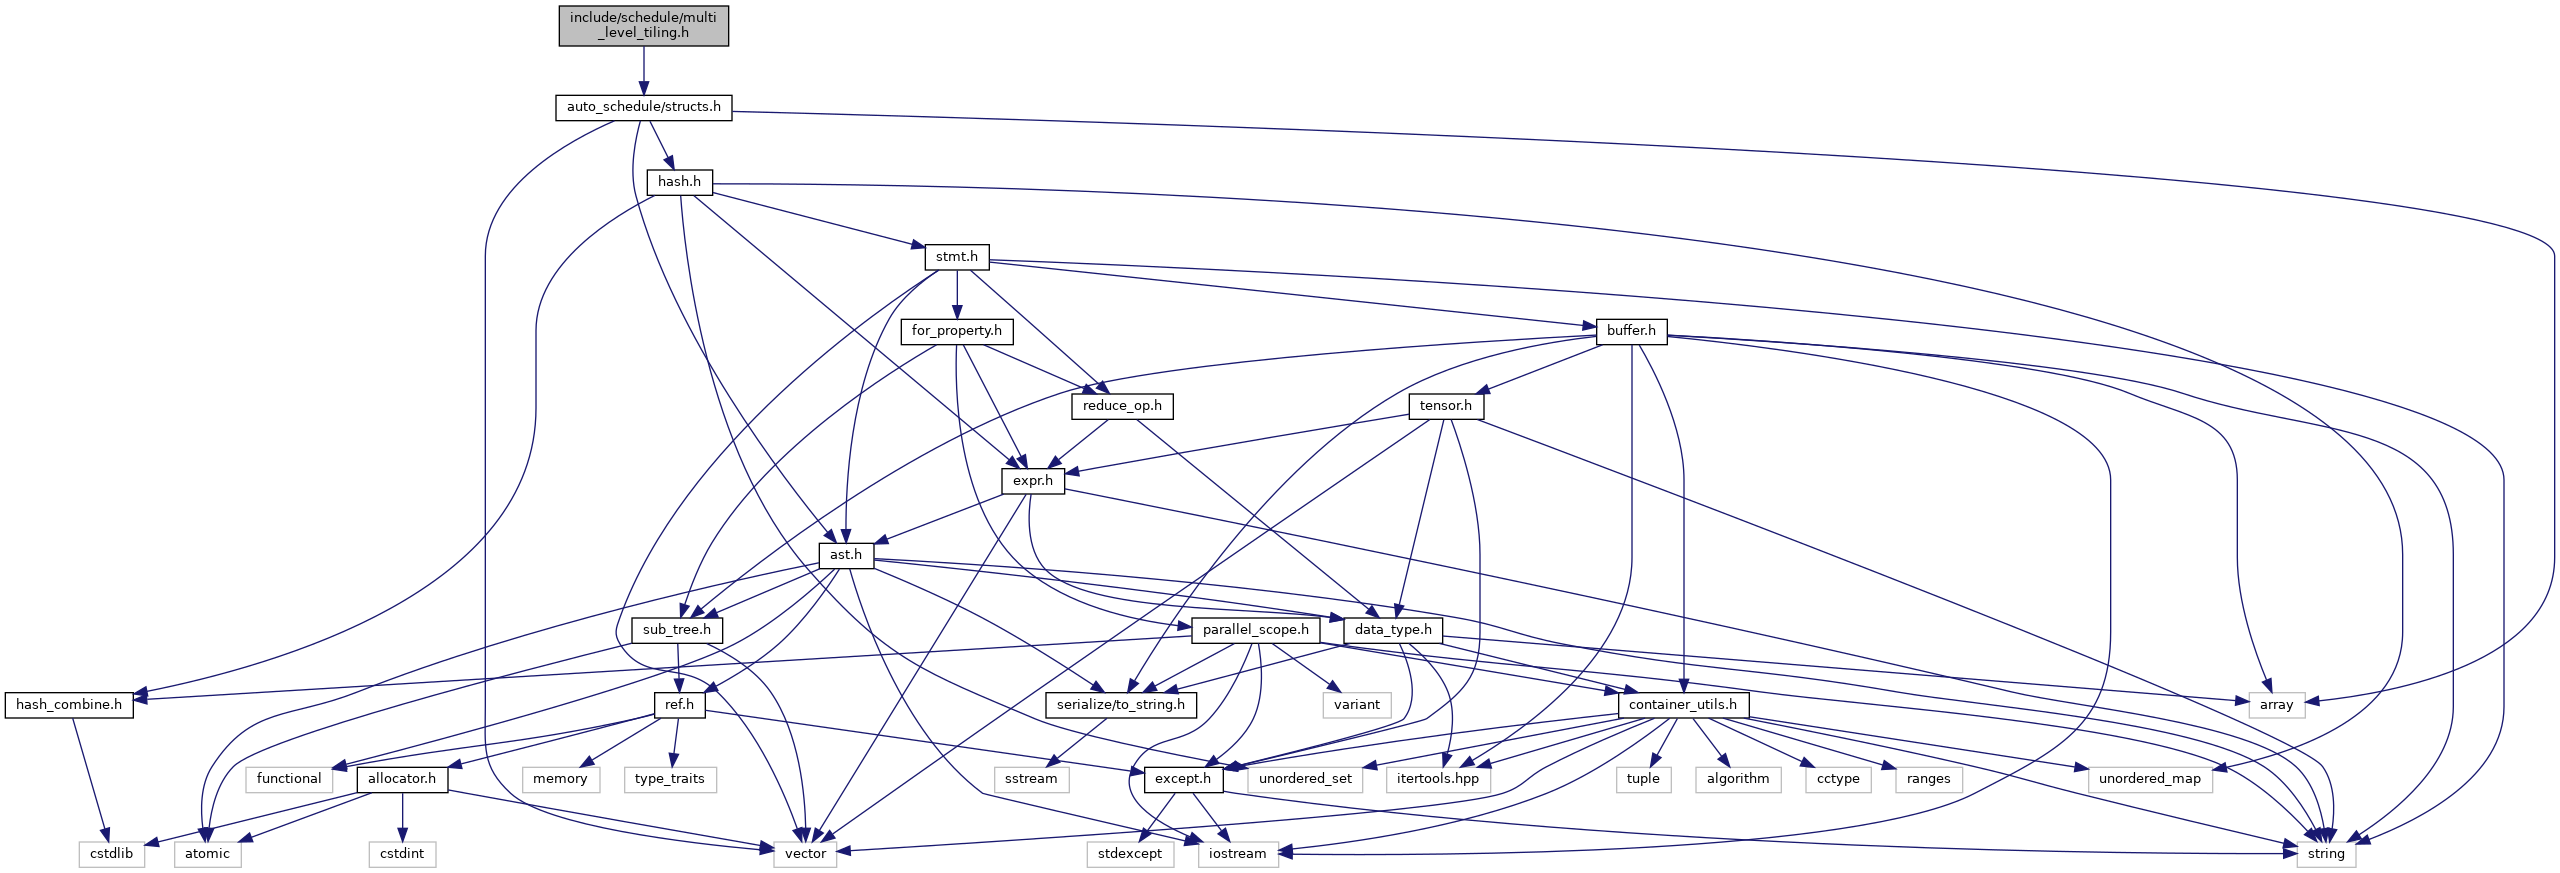 include/schedule/multi
_level_tiling.h
auto_schedule/structs.h
hash.h
stmt.h
for_property.h
buffer.h
reduce_op.h
tensor.h
expr.h
ast.h
sub_tree.h
parallel_scope.h
data_type.h
hash_combine.h
ref.h
serialize/to_string.h
variant
container_utils.h
array
functional
allocator.h
memory
type_traits
sstream
except.h
unordered_set
itertools.hpp
tuple
algorithm
cctype
ranges
unordered_map
cstdlib
atomic
cstdint
vector
stdexcept
iostream
string